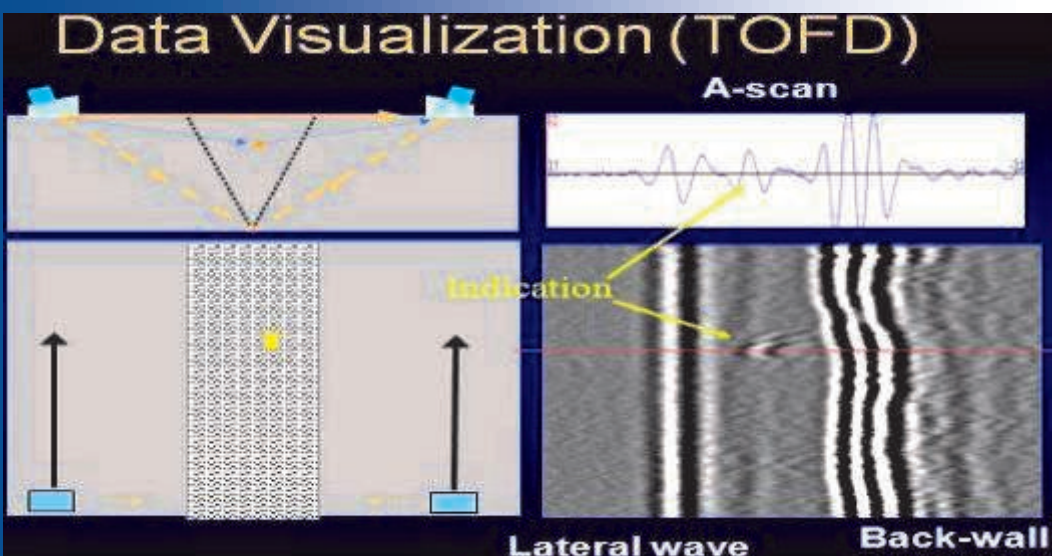 Data Visualization (TOFD)
A-scan
Indication
Lateral wave
Back-wall